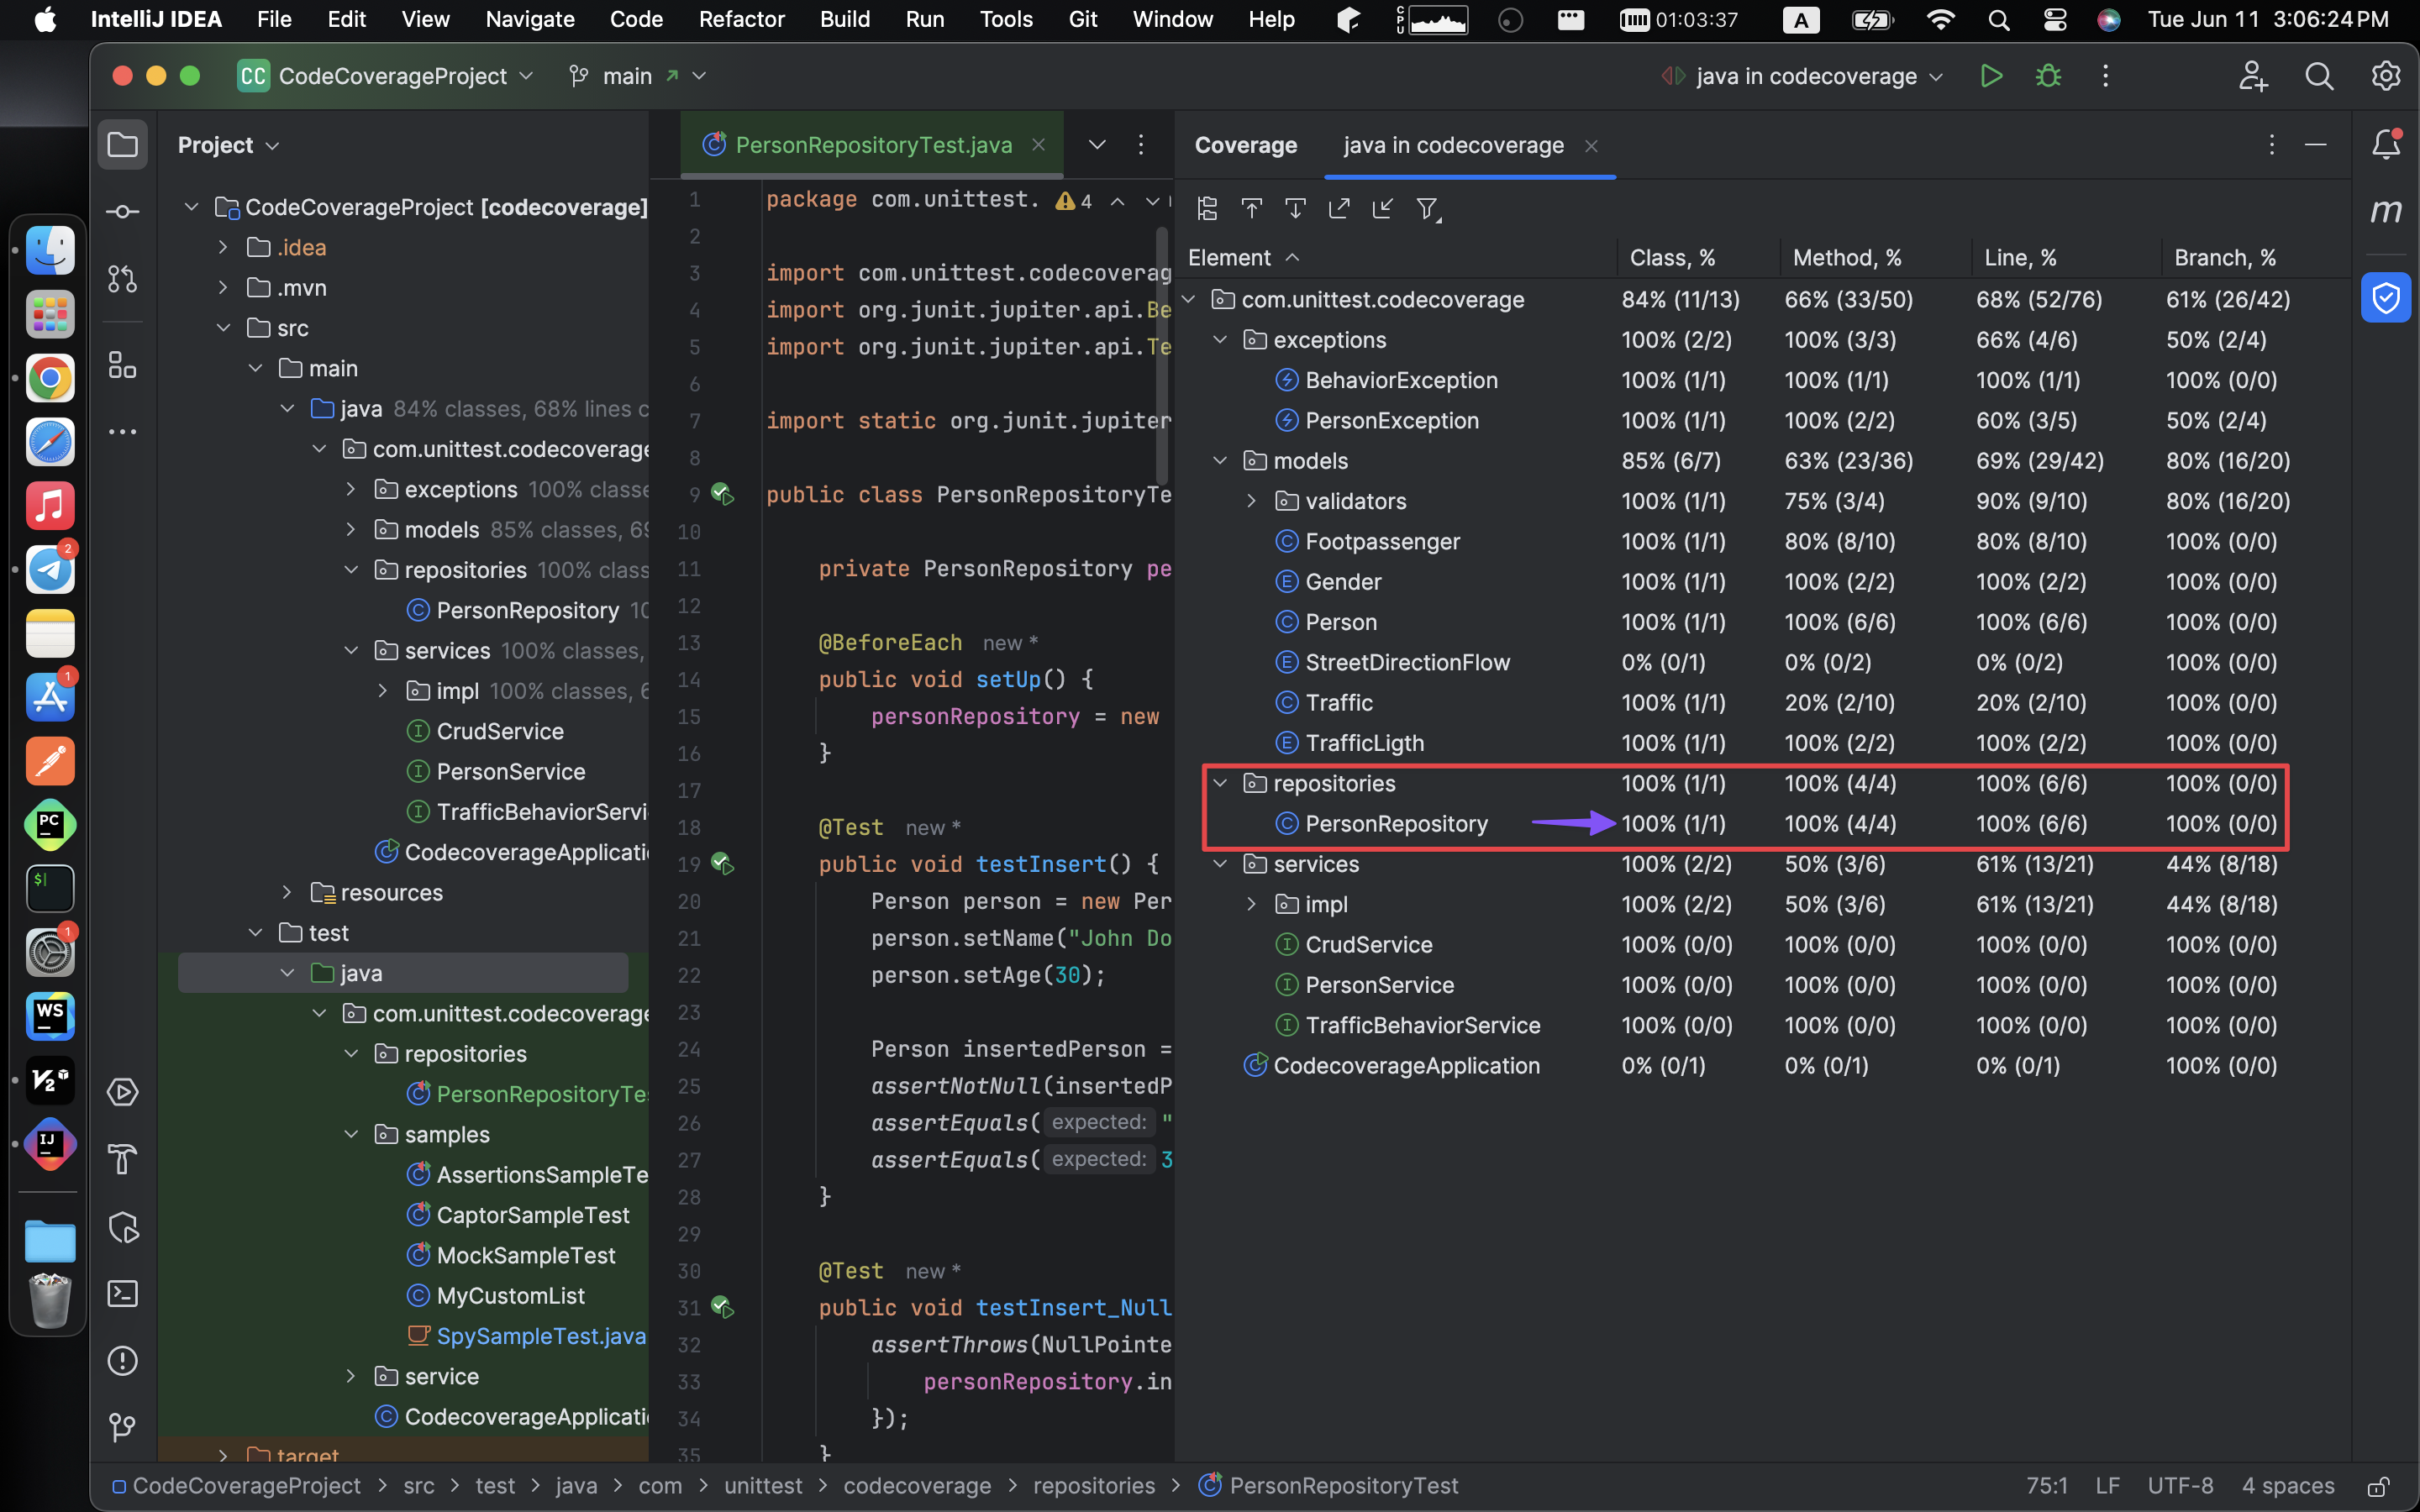 IntelliJ IDEA File Edit View Navigate Code Refactor Build Run Tools Git Window Help CPU 01:03:37 A Tue Jun 11 3:06:24 PM
CC CodeCoverageProject main java in codecoverage
Project
CodeCoverageProject [codecoverage]
.idea
.mvn
src
main
java 84% classes, 68% lines c
com.unittest.codecoverage
exceptions 100% classe
models 85% classes, 69
repositories 100% class
PersonRepository 10
services 100% classes,
impl 100% classes, 6
CrudService
PersonService
TrafficBehaviorServi
CodecoverageApplicati
resources
test
java
com.unittest.codecoverage
repositories
PersonRepositoryTes
samples
AssertionsSampleTe
CaptorSampleTest
MockSampleTest
MyCustomList
SpySampleTest.java
service
CodecoverageApplicati
target
2
1
PC
$
1
WS
V2
IJ
PersonRepositoryTest.java
1 package com.unittest. 4
2
3 import com.unittest.codecoverag
4 import org.junit.jupiter.api.Be
5 import org.junit.jupiter.api.Te
6
7 import static org.junit.jupiter
8
9 public class PersonRepositoryTe
10
11 private PersonRepository pe
12
13 @BeforeEach new *
14 public void setUp() {
15 personRepository = new
16 }
17
18 @Test new *
19 public void testInsert() {
20 Person person = new Per
21 person.setName("John Do
22 person.setAge(30);
23
24 Person insertedPerson =
25 assertNotNull(insertedP
26 assertEquals( expected: "
27 assertEquals( expected: 3
28 }
29
30 @Test new *
31 public void testInsert_Null
32 assertThrows(NullPointe
33 personRepository.in
34 });
35 }
Coverage java in codecoverage
m
Element Class, % Method, % Line, % Branch, %
com.unittest.codecoverage 84% (11/13) 66% (33/50) 68% (52/76) 61% (26/42)
exceptions 100% (2/2) 100% (3/3) 66% (4/6) 50% (2/4)
BehaviorException 100% (1/1) 100% (1/1) 100% (1/1) 100% (0/0)
PersonException 100% (1/1) 100% (2/2) 60% (3/5) 50% (2/4)
models 85% (6/7) 63% (23/36) 69% (29/42) 80% (16/20)
validators 100% (1/1) 75% (3/4) 90% (9/10) 80% (16/20)
Footpassenger 100% (1/1) 80% (8/10) 80% (8/10) 100% (0/0)
Gender 100% (1/1) 100% (2/2) 100% (2/2) 100% (0/0)
Person 100% (1/1) 100% (6/6) 100% (6/6) 100% (0/0)
StreetDirectionFlow 0% (0/1) 0% (0/2) 0% (0/2) 100% (0/0)
Traffic 100% (1/1) 20% (2/10) 20% (2/10) 100% (0/0)
TrafficLigth 100% (1/1) 100% (2/2) 100% (2/2) 100% (0/0)
repositories 100% (1/1) 100% (4/4) 100% (6/6) 100% (0/0)
PersonRepository 100% (1/1) 100% (4/4) 100% (6/6) 100% (0/0)
services 100% (2/2) 50% (3/6) 61% (13/21) 44% (8/18)
impl 100% (2/2) 50% (3/6) 61% (13/21) 44% (8/18)
CrudService 100% (0/0) 100% (0/0) 100% (0/0) 100% (0/0)
PersonService 100% (0/0) 100% (0/0) 100% (0/0) 100% (0/0)
TrafficBehaviorService 100% (0/0) 100% (0/0) 100% (0/0) 100% (0/0)
CodecoverageApplication 0% (0/1) 0% (0/1) 0% (0/1) 100% (0/0)
CodeCoverageProject > src > test > java > com > unittest > codecoverage > repositories > PersonRepositoryTest 75:1 LF UTF-8 4 spaces